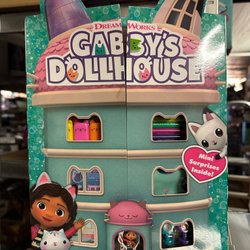 DREAMWORKS
GABBY'S
DOLLHOUSE
Mini
Surprises
Inside!